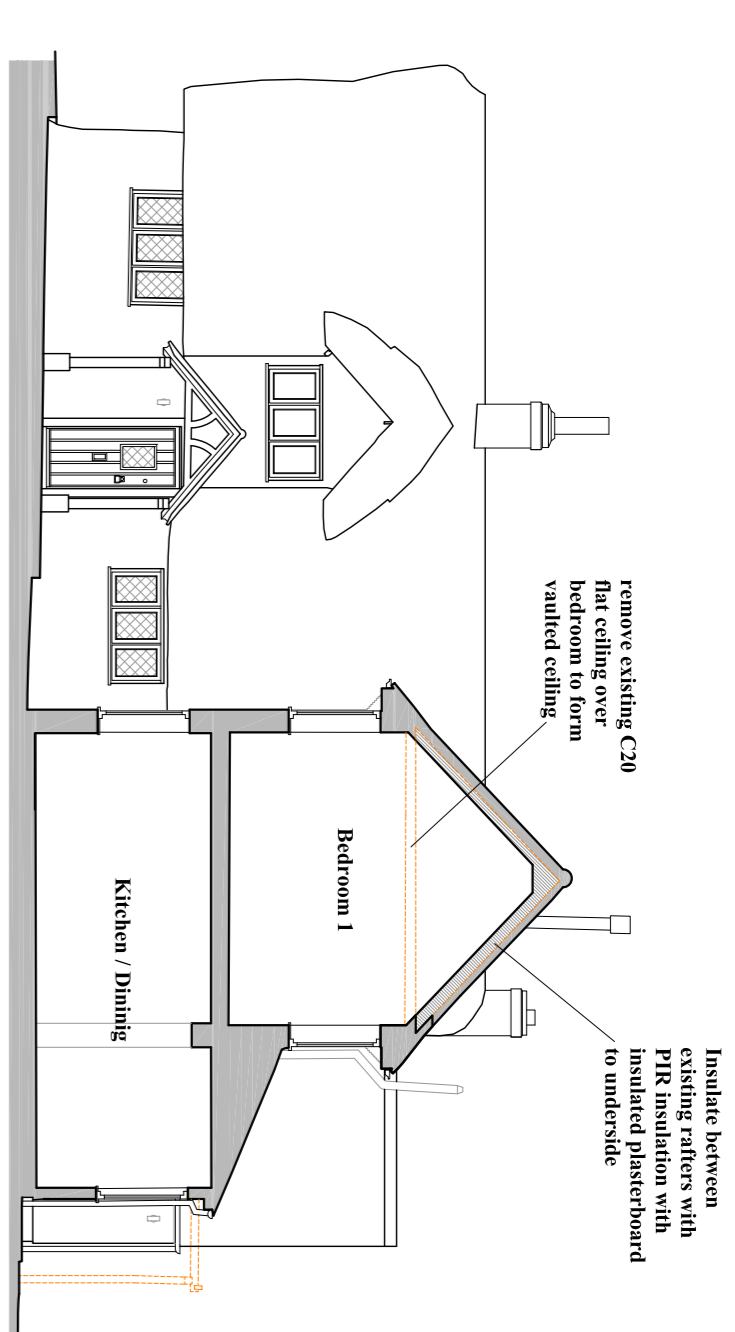 remove existing C20
flat ceiling over
bedroom to form
vaulted ceiling
Insulate between
existing rafters with
PIR insulation with
insulated plasterboard
to underside
Bedroom 1
Kitchen / Dininig